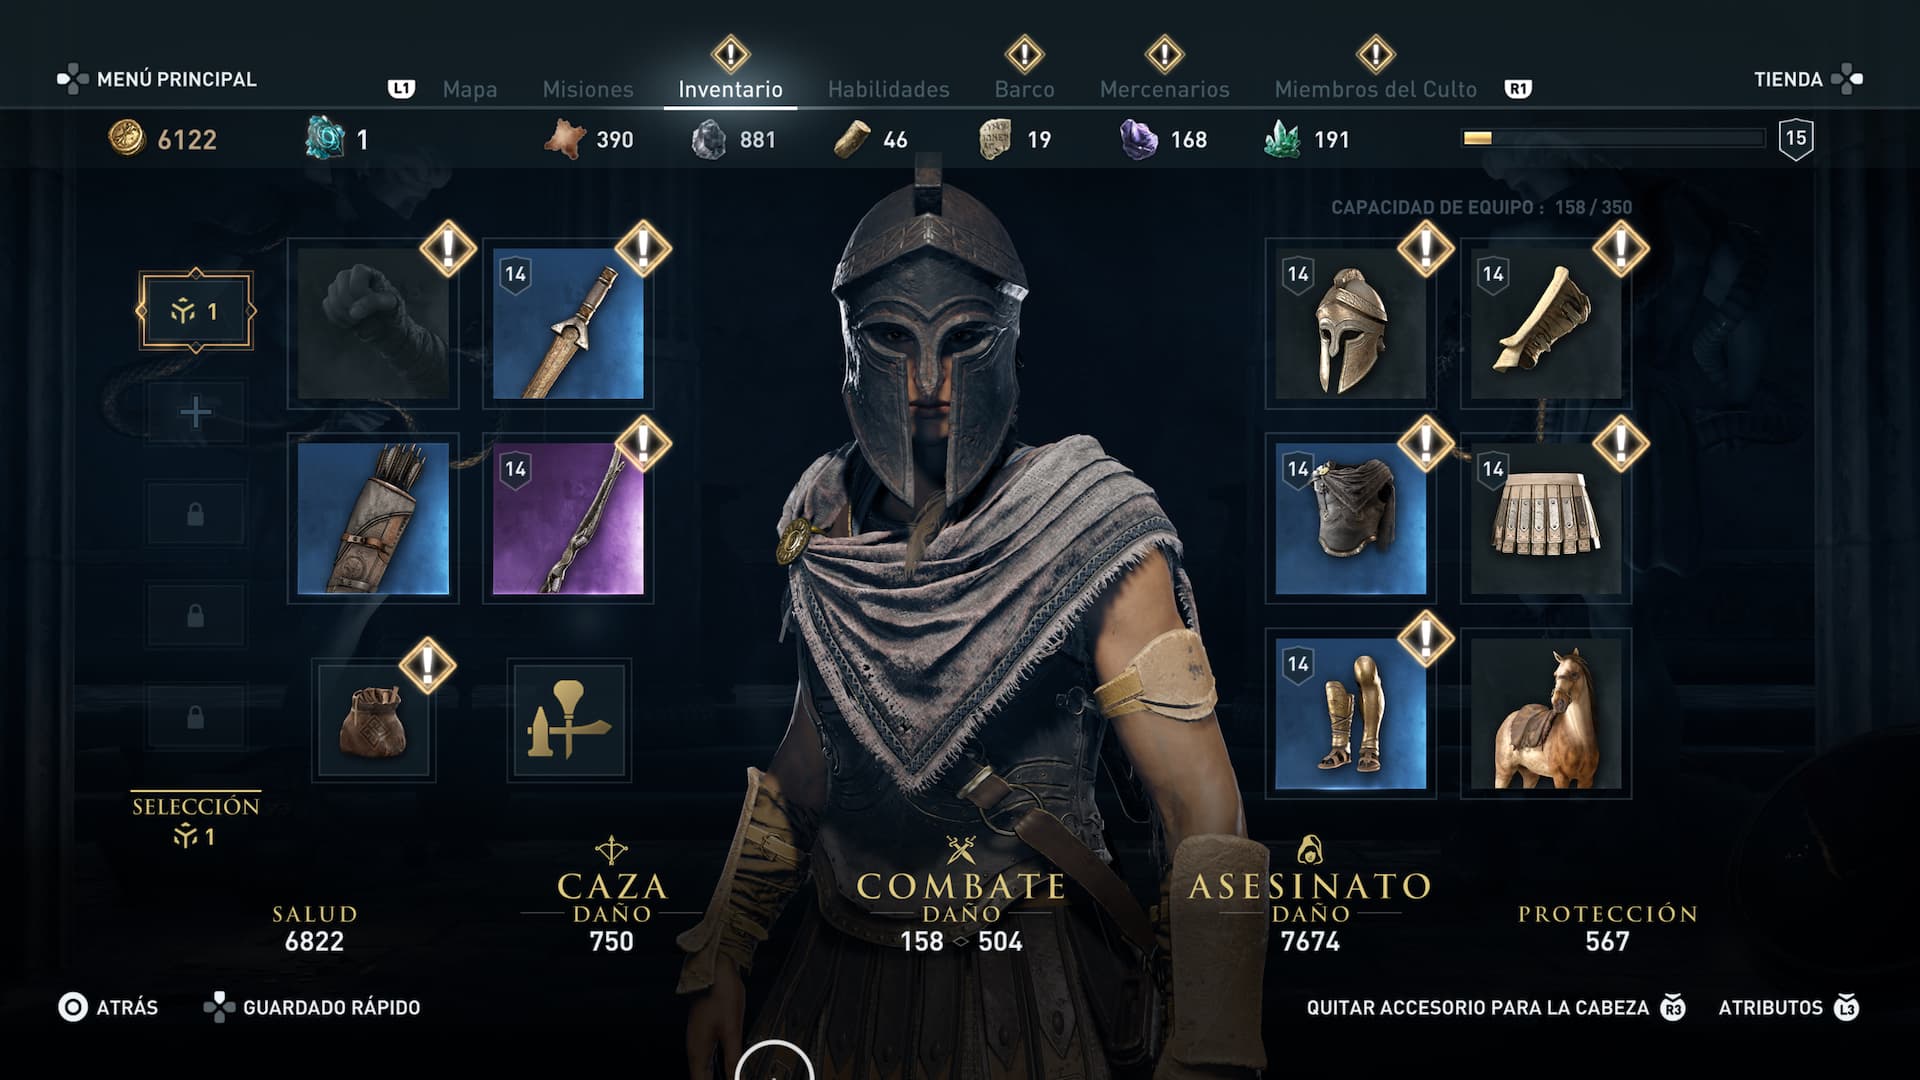 MENÚ PRINCIPAL
L1
Mapa
Misiones
Inventario
Habilidades
Barco
Mercenarios
Miembros del Culto
R1
TIENDA
6122
1
390
881
46
19
168
191
15
CAPACIDAD DE EQUIPO : 158 / 350
1
14
14
14
14
14
14
14
SELECCIÓN
1
SALUD
6822
CAZA
DAÑO
750
COMBATE
DAÑO
158 504
ASESINATO
DAÑO
7674
PROTECCIÓN
567
ATRÁS
GUARDADO RÁPIDO
QUITAR ACCESORIO PARA LA CABEZA R3
ATRIBUTOS L3